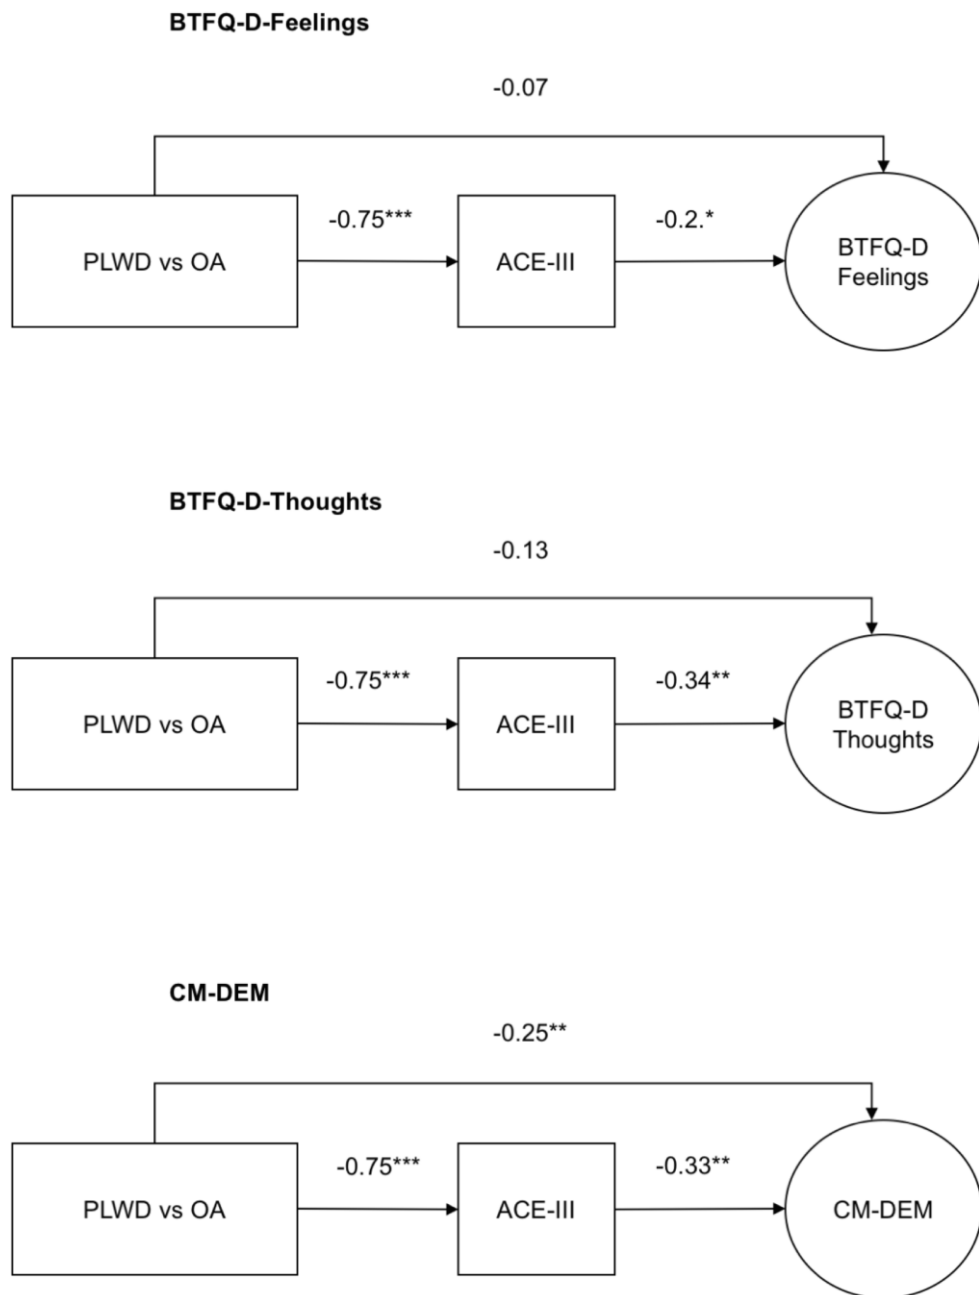 BTFQ-D-Feelings
-0.07
-0.75***
-0.2.*
PLWD vs OA
ACE-III
BTFQ-D
Feelings
BTFQ-D-Thoughts
-0.13
-0.75***
-0.34**
PLWD vs OA
ACE-III
BTFQ-D
Thoughts
CM-DEM
-0.25**
-0.75***
-0.33**
PLWD vs OA
ACE-III
CM-DEM